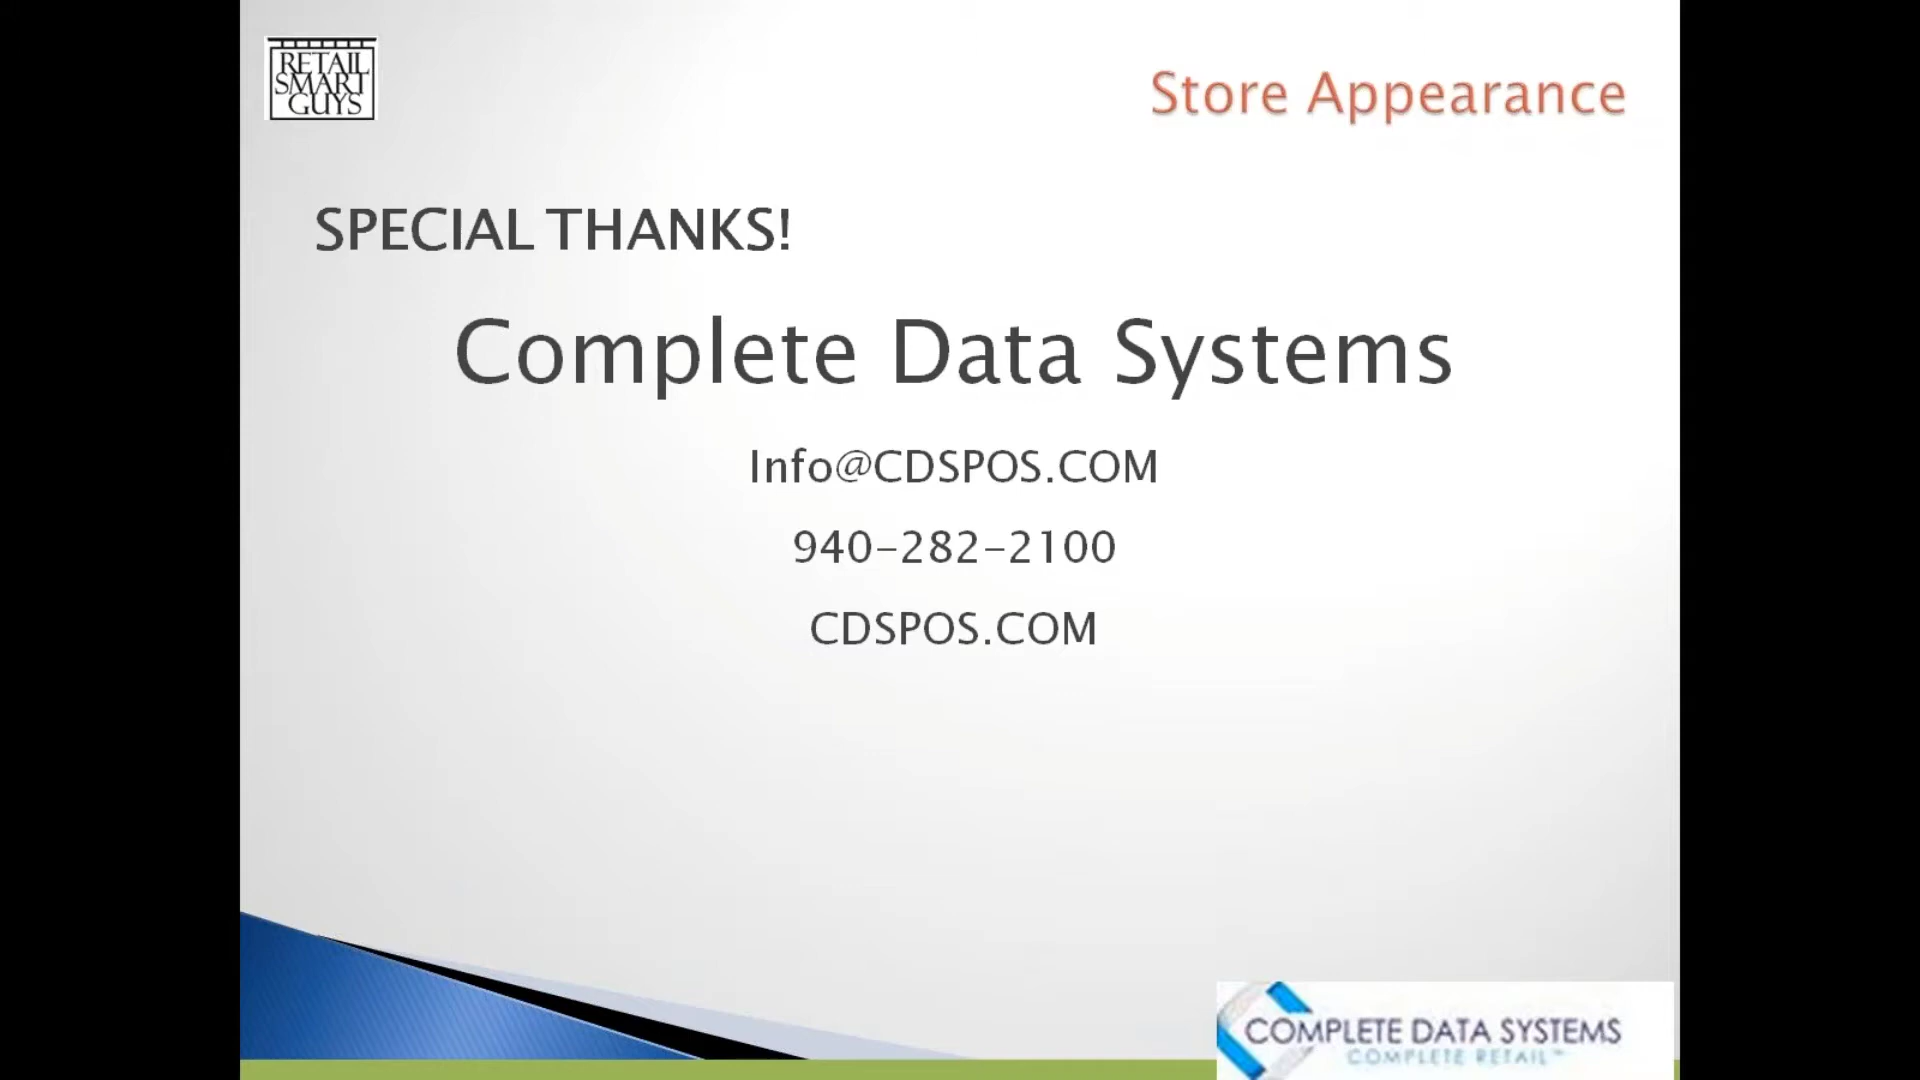 RETAIL
SMART
GUYS
Store Appearance
SPECIAL THANKS!
Complete Data Systems
Info@CDSPOS.COM
940-282-2100
CDSPOS.COM
COMPLETE DATA SYSTEMS
COMPLETE RETAIL™